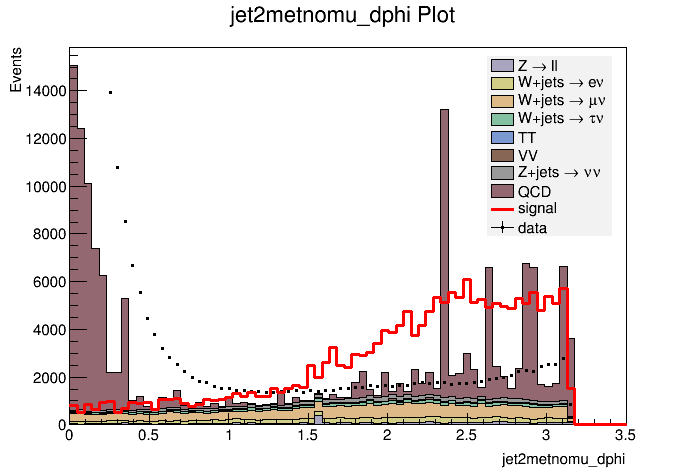 jet2metnomu_dphi Plot
Events
14000
12000
10000
8000
6000
4000
2000
0
0 0.5 1 1.5 2 2.5 3 3.5
jet2metnomu_dphi
Z → ll
W+jets → eν
W+jets → μν
W+jets → τν
TT
VV
Z+jets → νν
QCD
signal
data